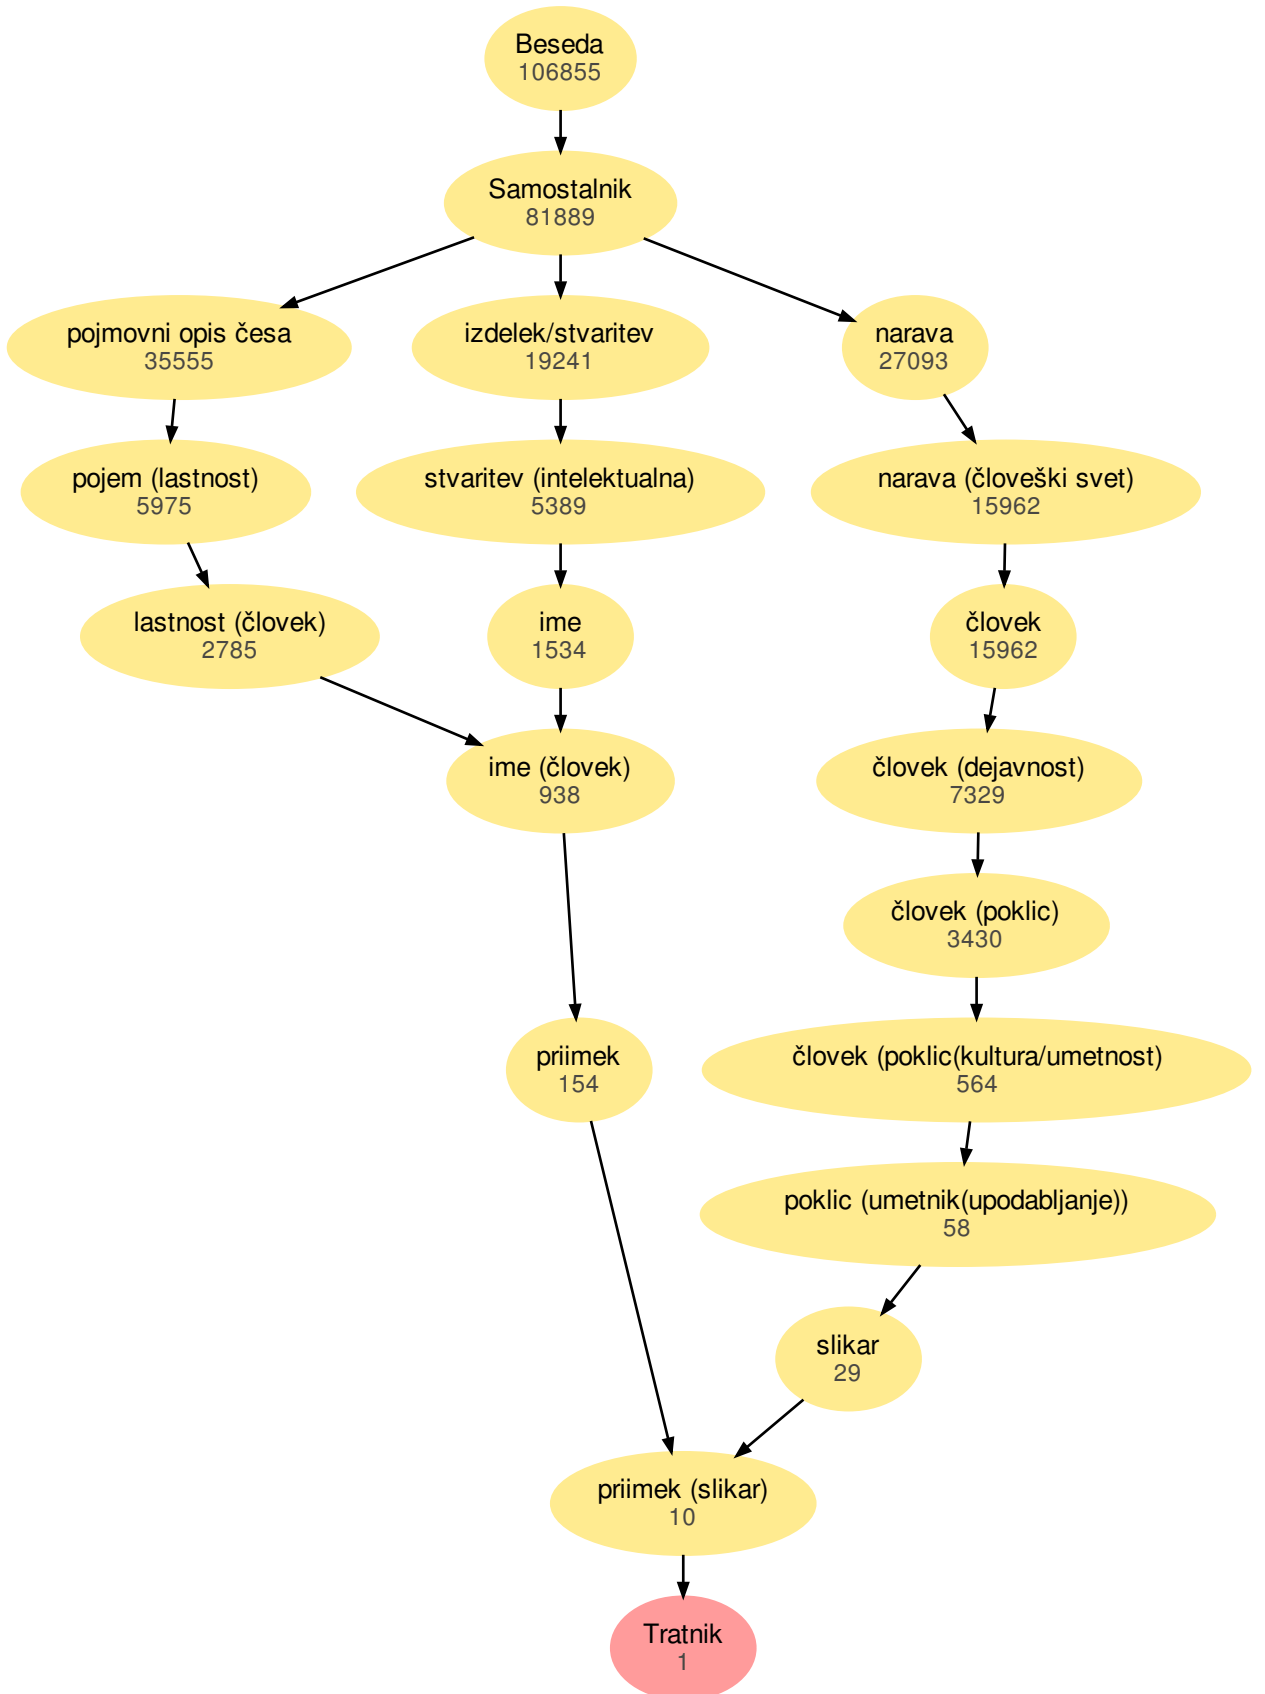 Beseda
106855
Samostalnik
81889
pojmovni opis česa
35555
izdelek/stvaritev
19241
narava
27093
pojem (lastnost)
5975
stvaritev (intelektualna)
5389
narava (človeški svet)
15962
lastnost (človek)
2785
ime
1534
človek
15962
ime (človek)
938
človek (dejavnost)
7329
človek (poklic)
3430
priimek
154
človek (poklic(kultura/umetnost)
564
poklic (umetnik(upodabljanje))
58
slikar
29
priimek (slikar)
10
Tratnik
1